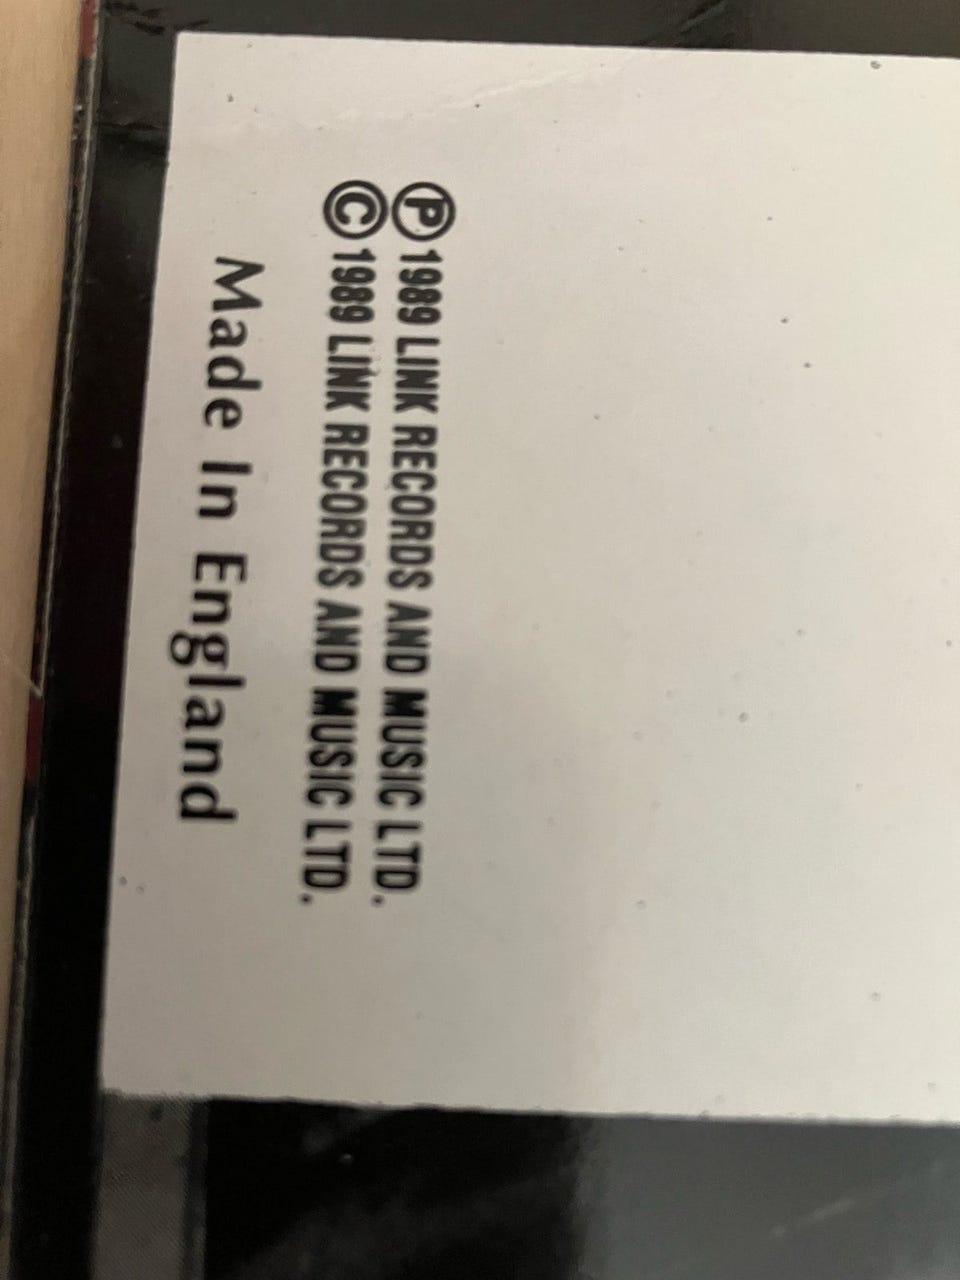 Ⓟ 1989 LINK RECORDS AND MUSIC LTD.
© 1989 LINK RECORDS AND MUSIC LTD.
Made In England